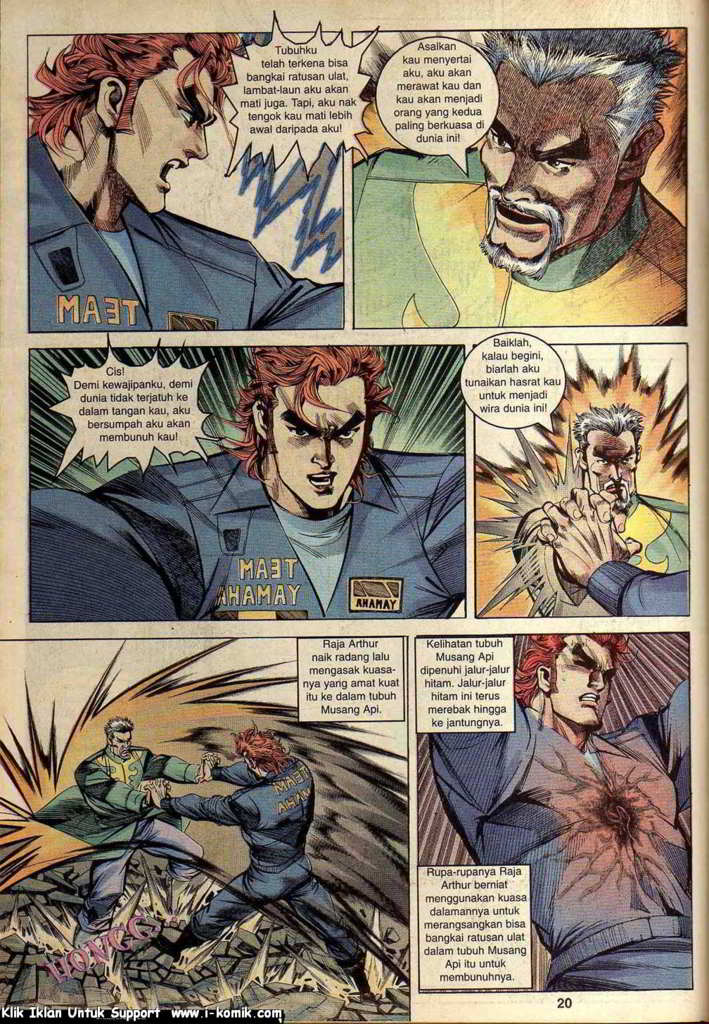 Tubuhku
telah terkena bisa
bangkai ratusan ulat,
lambat-laun aku akan
mati juga. Tapi, aku nak
tengok kau mati lebih
awal daripada aku!
Asalkan
kau menyertai
aku, aku akan
merawat kau dan
kau akan menjadi
orang yang kedua
paling berkuasa di
dunia ini!
MAƎT
Cis!
Demi kewajipanku, demi
dunia tidak terjatuh ke
dalam tangan kau, aku
bersumpah aku akan
membunuh kau!
MAƎT
AHAMAY
AHAMAY
Baiklah,
kalau begini,
biarlah aku
tunaikan hasrat kau
untuk menjadi
wira dunia ini!
Raja Arthur
naik radang lalu
mengasak kuasa-
nya yang amat kuat
itu ke dalam tubuh
Musang Api.
Kelihatan tubuh
Musang Api
dipenuhi jalur-jalur
hitam. Jalur-jalur
hitam ini terus
merebak hingga
ke jantungnya.
Rupa-rupanya Raja
Arthur berniat
menggunakan kuasa
dalamannya untuk
merangsangkan bisa
bangkai ratusan ulat
dalam tubuh Musang
Api itu untuk
membunuhnya.
20
Klik Iklan Untuk Support www.i-komik.com